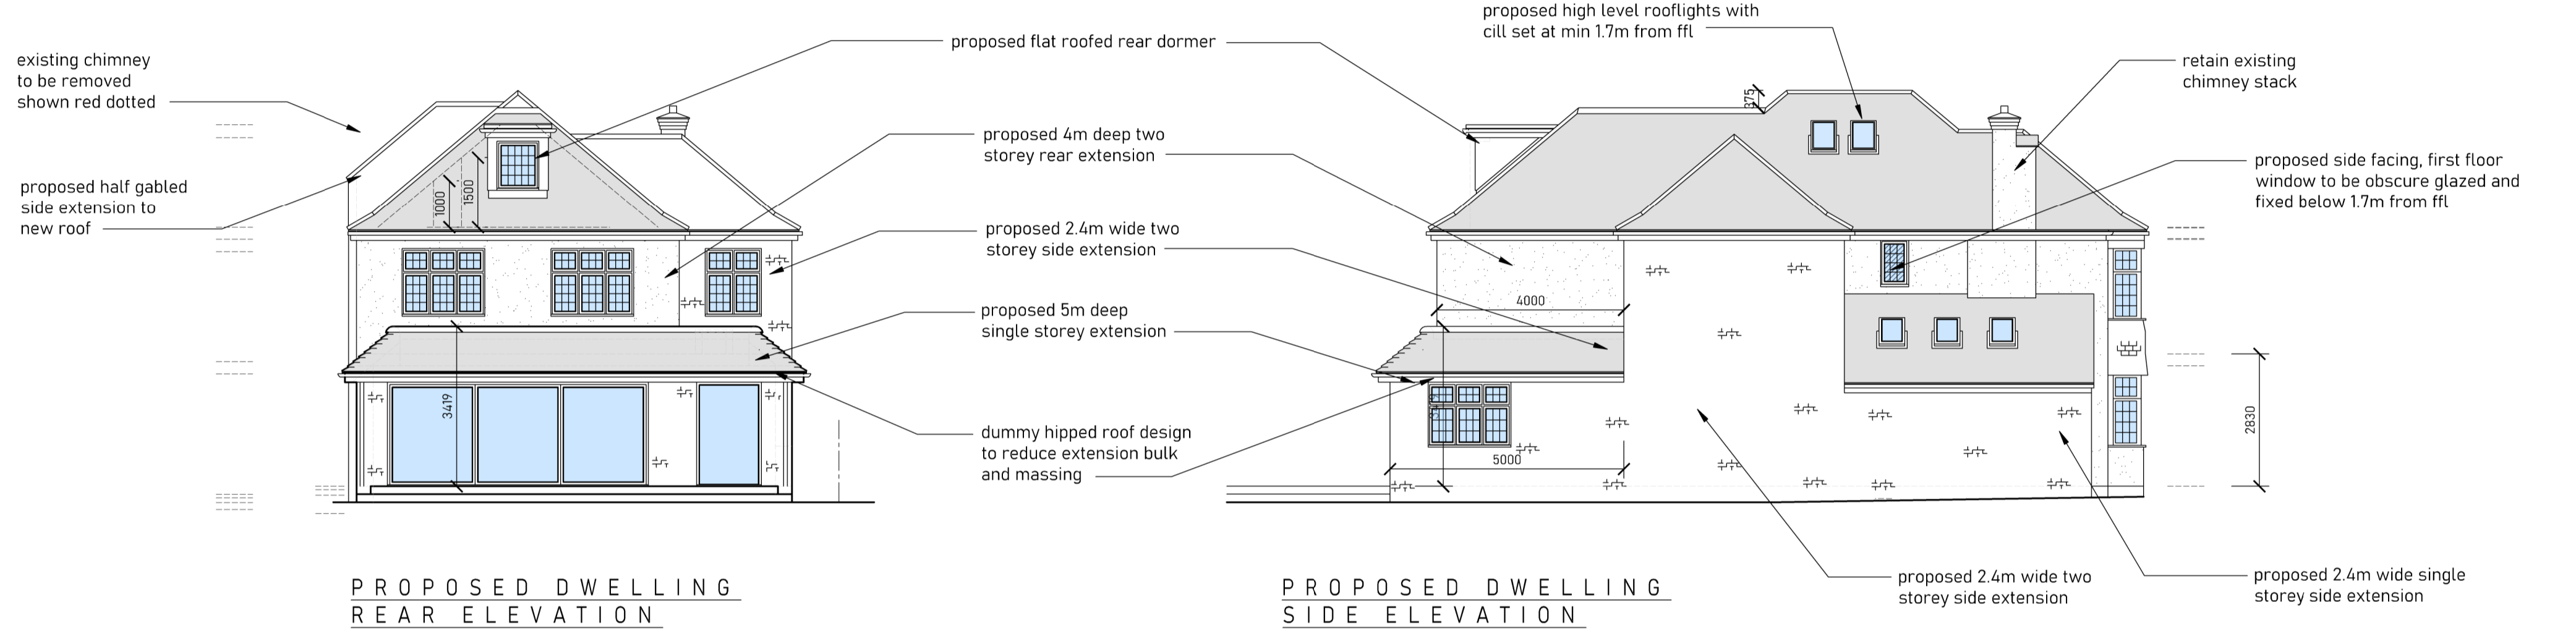 existing chimney
to be removed
shown red dotted
proposed half gabled
side extension to
new roof
proposed flat roofed rear dormer
proposed 4m deep two
storey rear extension
proposed 2.4m wide two
storey side extension
proposed 5m deep
single storey extension
dummy hipped roof design
to reduce extension bulk
and massing
1000
1500
3419
PROPOSED DWELLING
REAR ELEVATION
proposed high level rooflights with
cill set at min 1.7m from ffl
retain existing
chimney stack
proposed side facing, first floor
window to be obscure glazed and
fixed below 1.7m from ffl
375
4000
5000
2830
proposed 2.4m wide two
storey side extension
proposed 2.4m wide single
storey side extension
PROPOSED DWELLING
SIDE ELEVATION